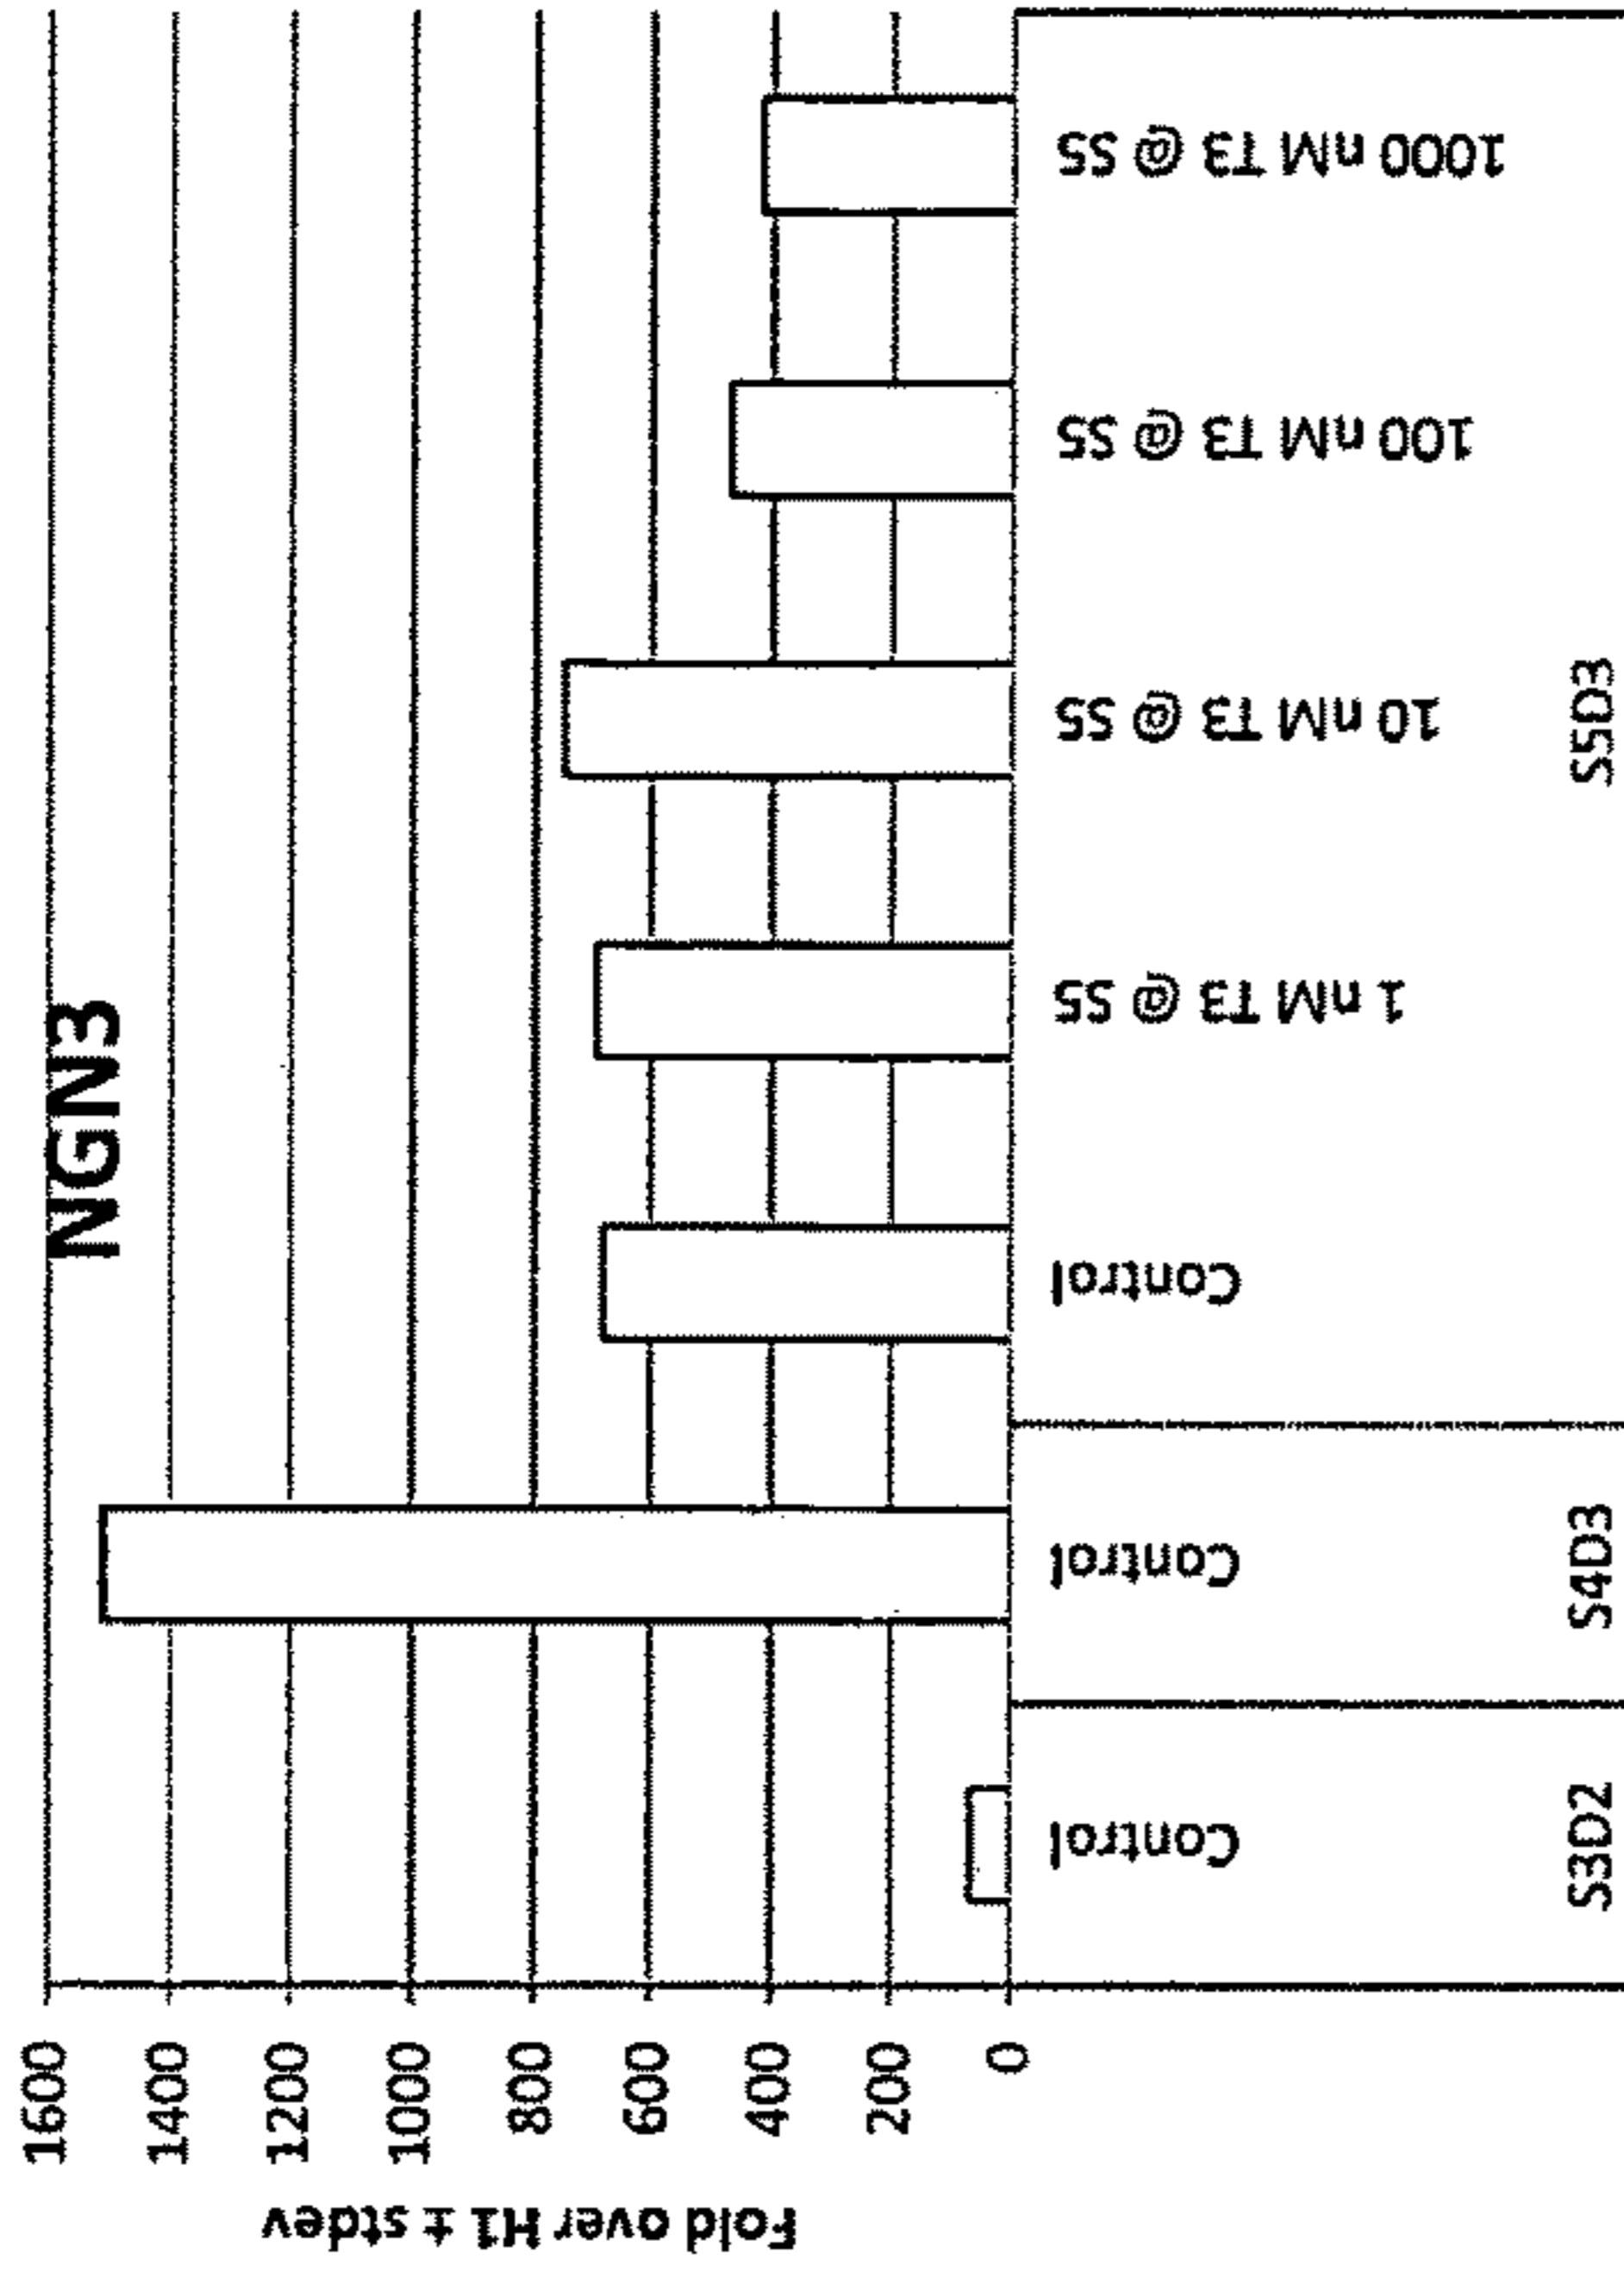 NGN3
Fold over H1 ± stdev
1600
1400
1200
1000
800
600
400
200
0
Control
Control
Control
1 nM T3 @ S5
10 nM T3 @ S5
100 nM T3 @ S5
1000 nM T3 @ S5
S3D2
S4D3
S5D3